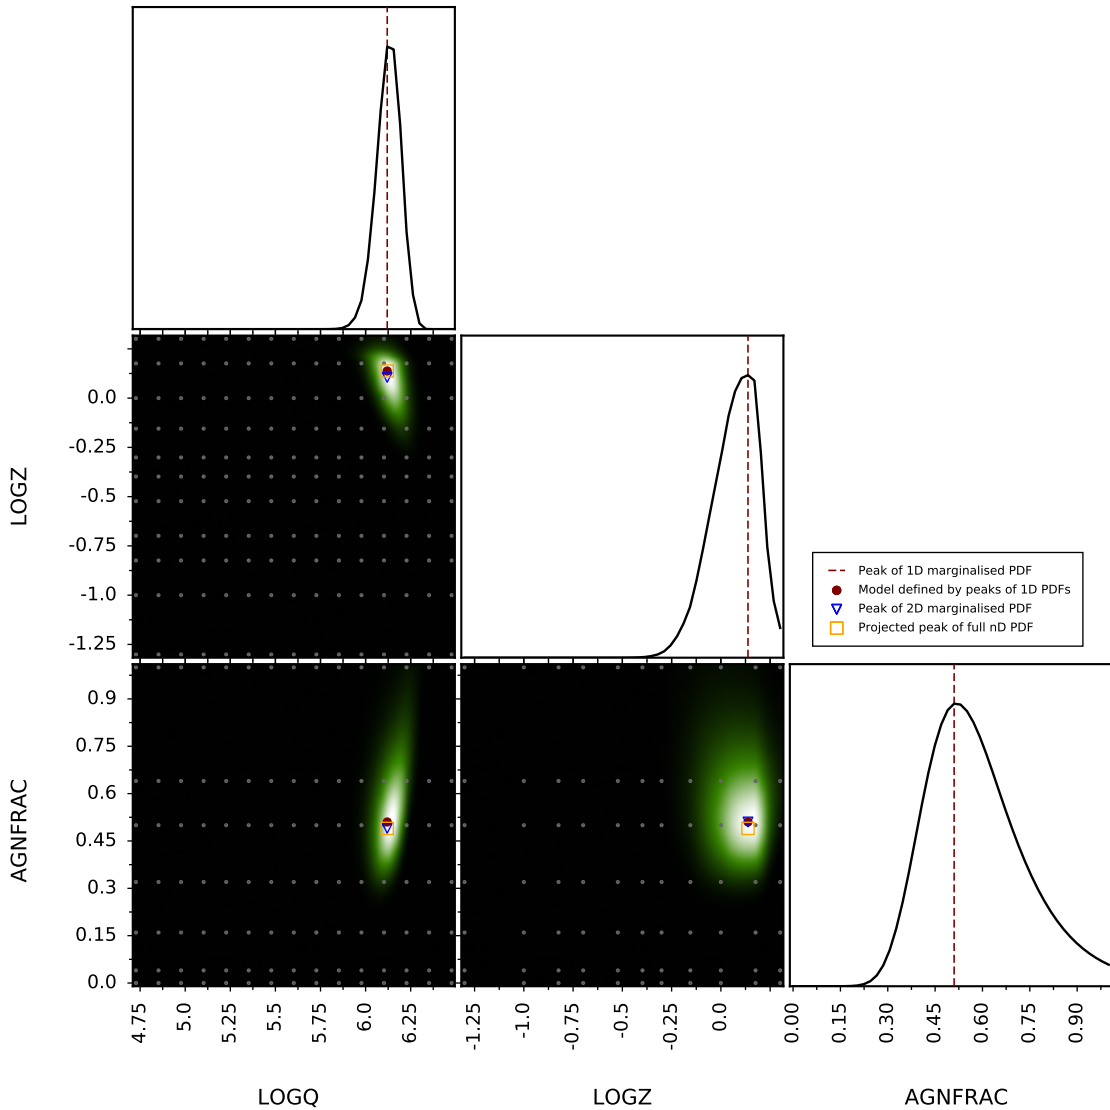 0.0
-0.25
-0.5
-0.75
-1.0
-1.25
LOGZ
Peak of 1D marginalised PDF
Model defined by peaks of 1D PDFs
Peak of 2D marginalised PDF
Projected peak of full nD PDF
0.9
0.75
0.6
0.45
0.3
0.15
0.0
AGNFRAC
4.75 5.0 5.25 5.5 5.75 6.0 6.25
-1.25 -1.0 -0.75 -0.5 -0.25 0.0
0.00 0.15 0.30 0.45 0.60 0.75 0.90
LOGQ LOGZ AGNFRAC